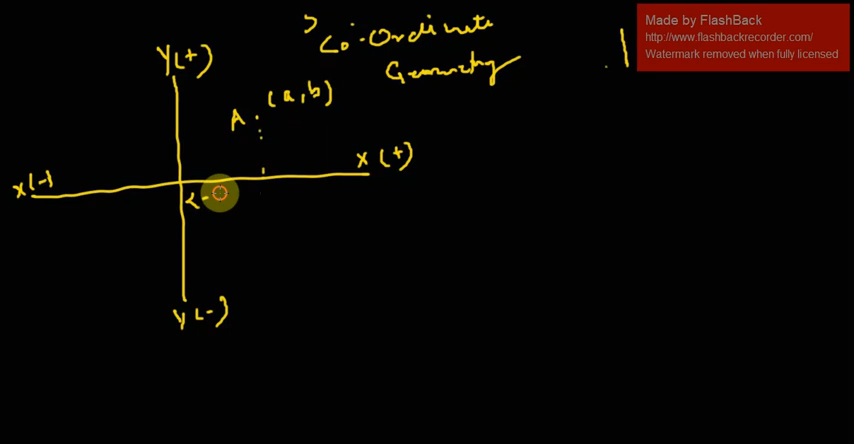 Co-Ordinate
Geometry
Made by FlashBack
http://www.flashbackrecorder.com/
Watermark removed when fully licensed
Y(+)
A (a, b)
X (+)
X(-)
Y(-)